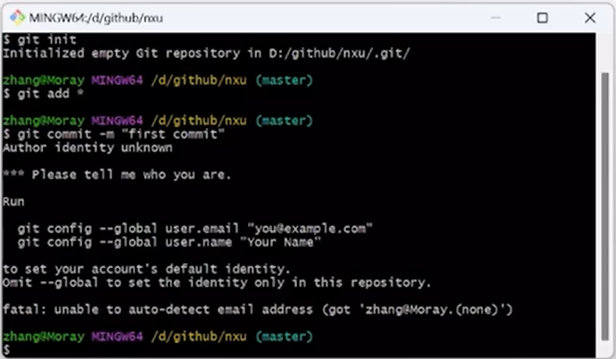 MINGW64:/d/github/nxu
$ git init
Initialized empty Git repository in D:/github/nxu/.git/
zhang@Moray MINGW64 /d/github/nxu (master)
$ git add *
zhang@Moray MINGW64 /d/github/nxu (master)
$ git commit -m "first commit"
Author identity unknown
*** Please tell me who you are.
Run
git config --global user.email "you@example.com"
git config --global user.name "Your Name"
to set your account's default identity.
Omit --global to set the identity only in this repository.
fatal: unable to auto-detect email address (got 'zhang@Moray.(none)')
zhang@Moray MINGW64 /d/github/nxu (master)
$